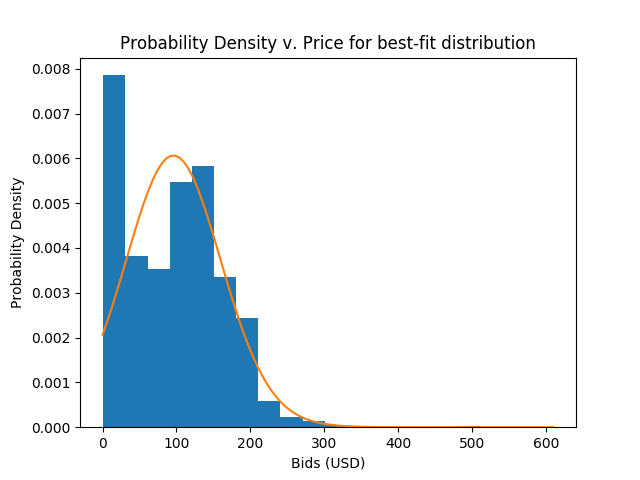 Probability Density v. Price for best-fit distribution
0.008
0.007
0.006
0.005
0.004
0.003
0.002
0.001
0.000
Probability Density
0 100 200 300 400 500 600
Bids (USD)